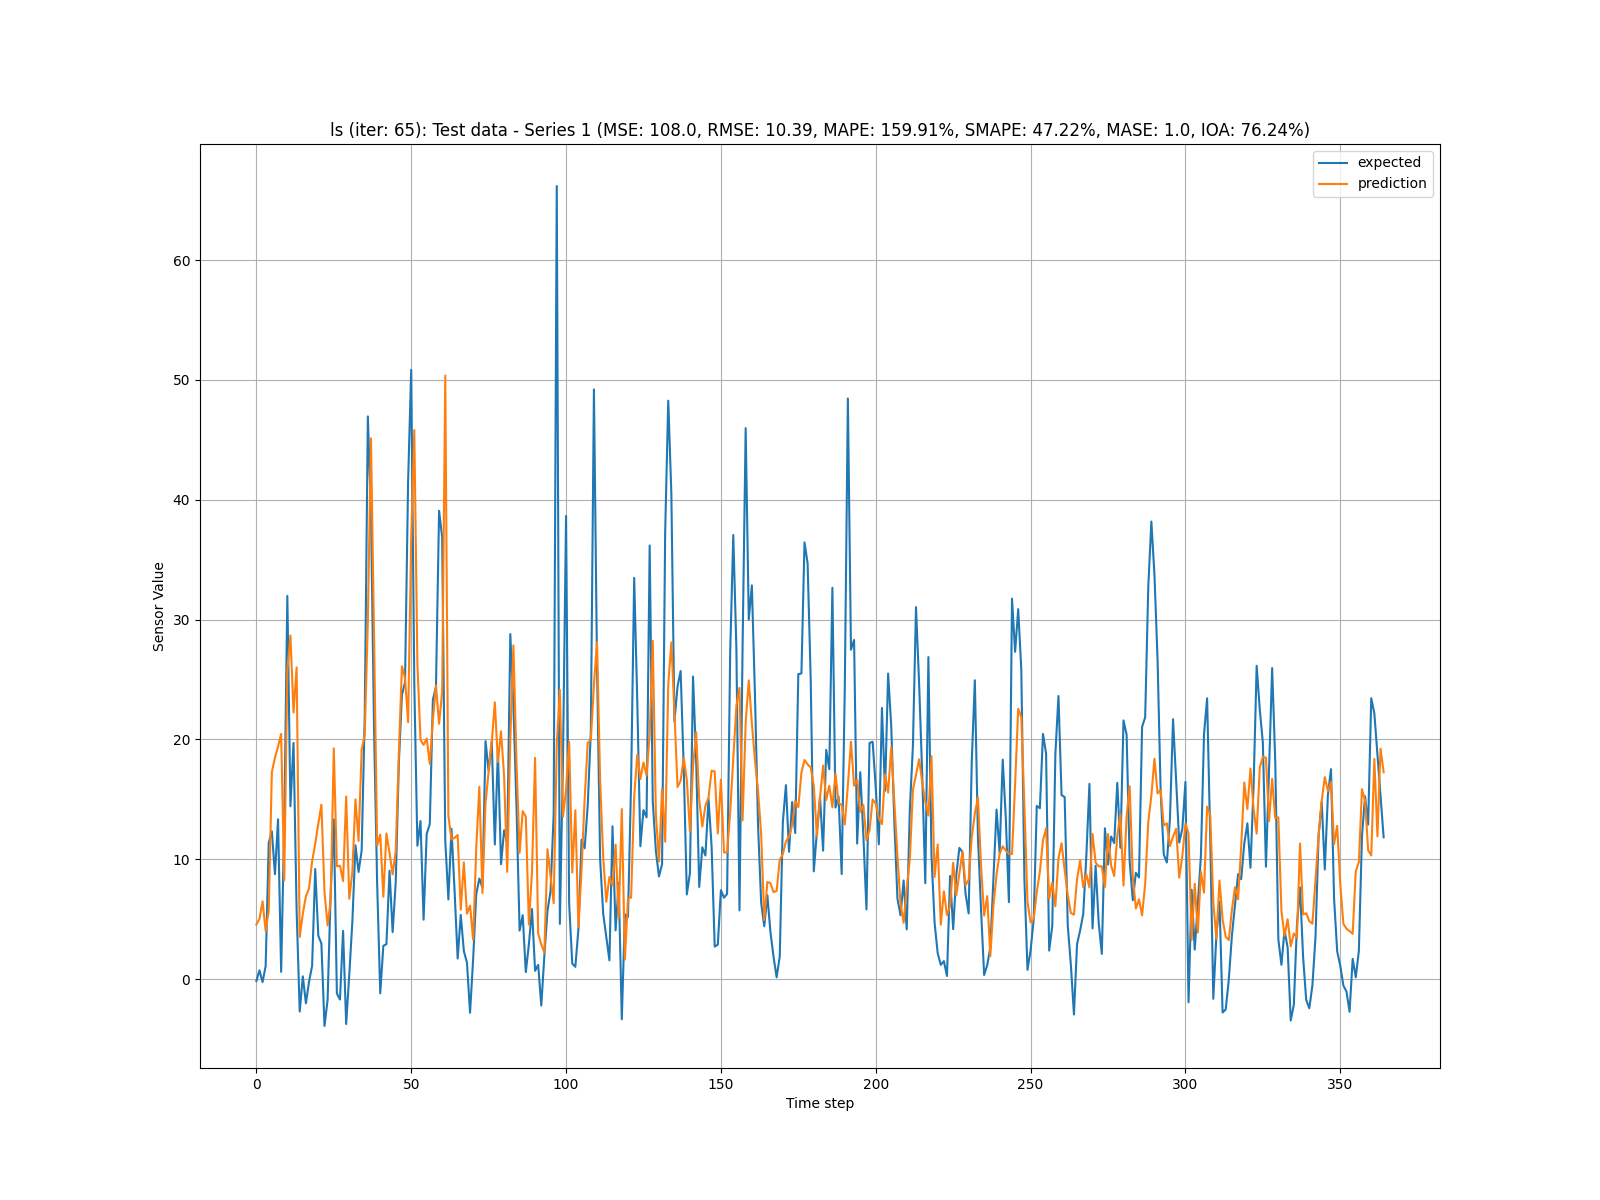 ls (iter: 65): Test data - Series 1 (MSE: 108.0, RMSE: 10.39, MAPE: 159.91%, SMAPE: 47.22%, MASE: 1.0, IOA: 76.24%)
expected
prediction
60
50
40
30
20
10
0
Sensor Value
0 50 100 150 200 250 300 350
Time step